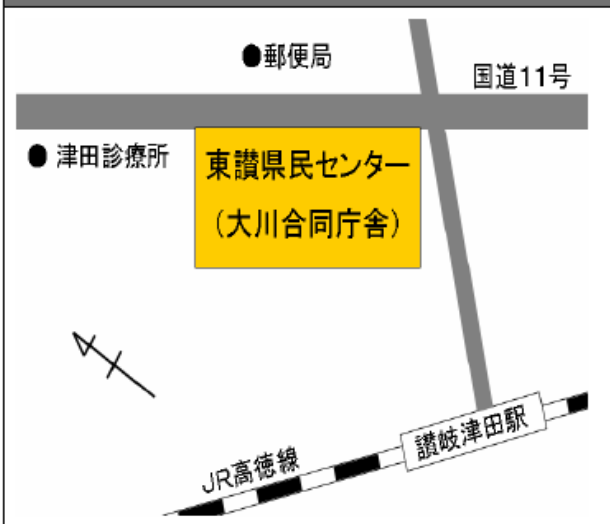 ●郵便局
国道11号
●津田診療所
東讃県民センター
（大川合同庁舎）
讃岐津田駅
JR高徳線